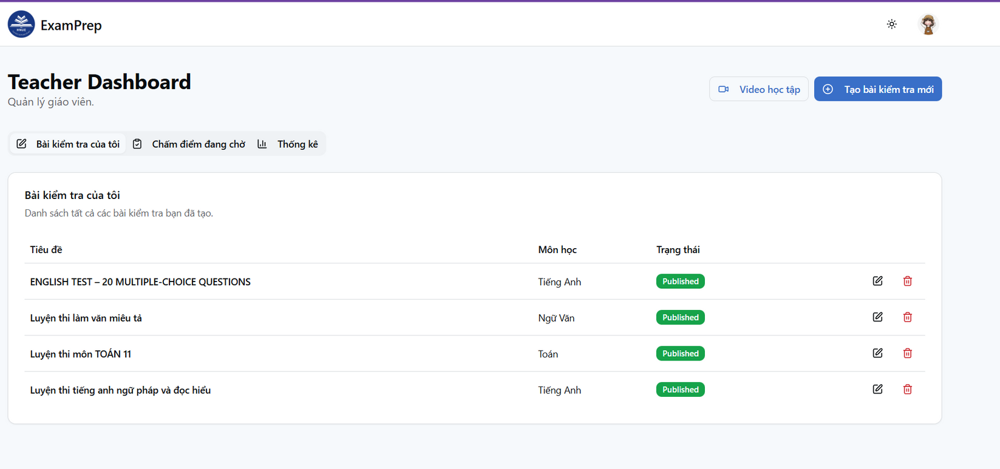 HNUE
ExamPrep
Teacher Dashboard
Quản lý giáo viên.
Video học tập
Tạo bài kiểm tra mới
Bài kiểm tra của tôi
Chấm điểm đang chờ
Thống kê
Bài kiểm tra của tôi
Danh sách tất cả các bài kiểm tra bạn đã tạo.
Tiêu đề Môn học Trạng thái
ENGLISH TEST – 20 MULTIPLE-CHOICE QUESTIONS Tiếng Anh Published
Luyện thi làm văn miêu tả Ngữ Văn Published
Luyện thi môn TOÁN 11 Toán Published
Luyện thi tiếng anh ngữ pháp và đọc hiểu Tiếng Anh Published